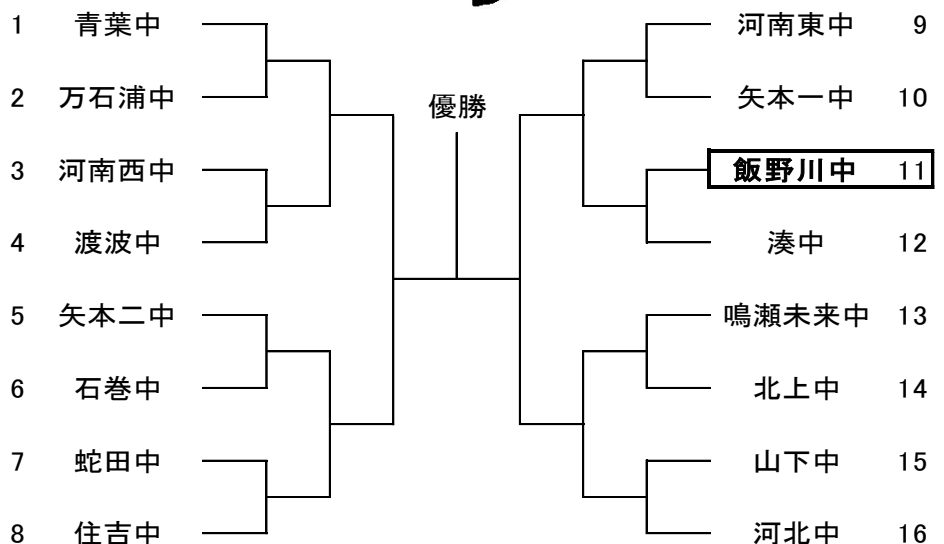 1 青葉中
2 万石浦中
3 河南西中
4 渡波中
5 矢本二中
6 石巻中
7 蛇田中
8 住吉中
優勝
河南東中 9
矢本一中 10
飯野川中 11
湊中 12
鳴瀬未来中 13
北上中 14
山下中 15
河北中 16